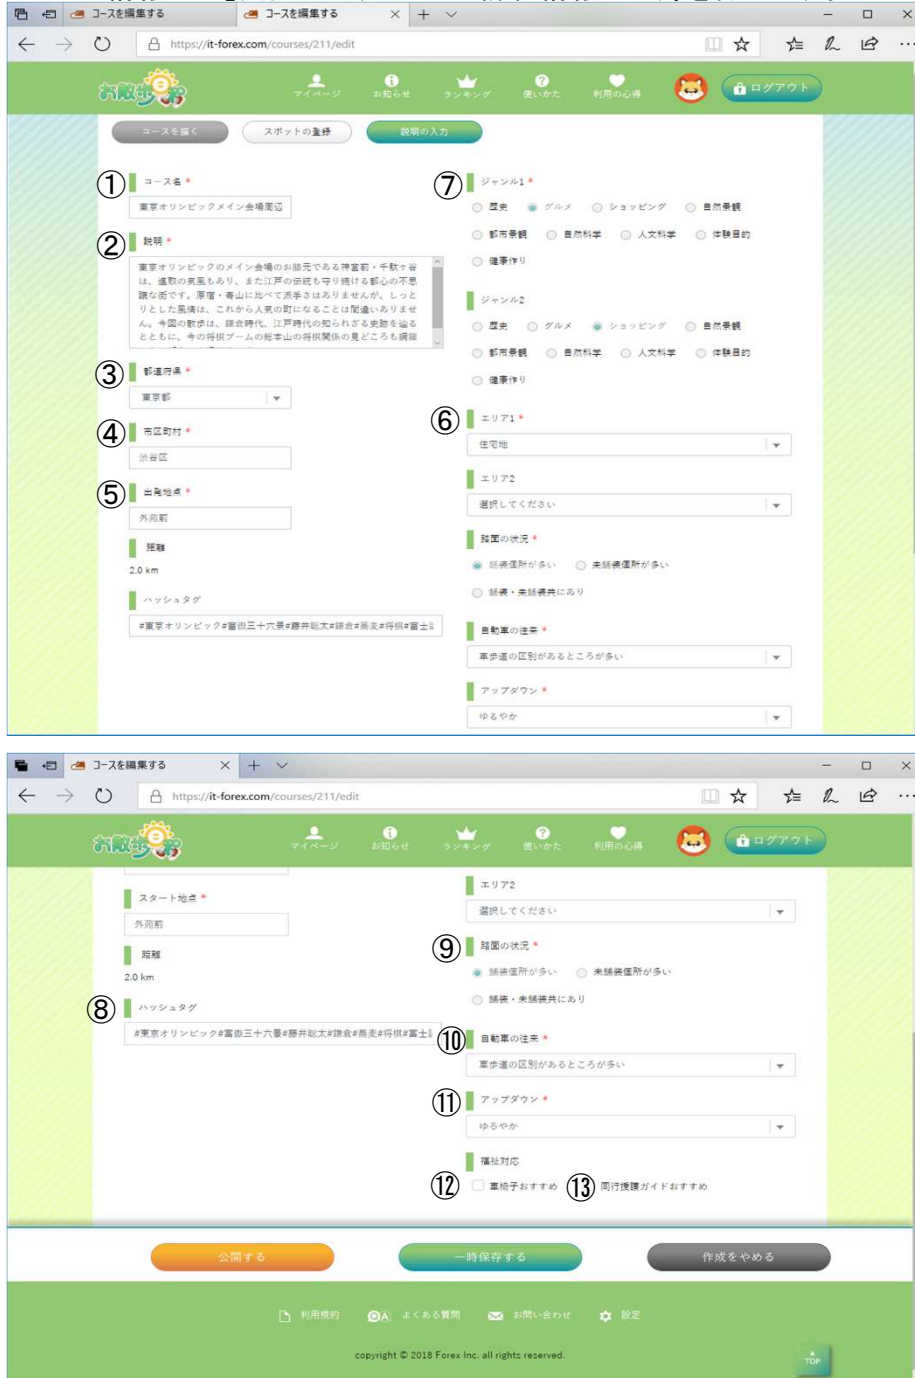 コースを編集する
コースを編集する
https://it-forex.com/courses/211/edit
お散歩の都
マイページ
お知らせ
ランキング
使いかた
利用の心得
ログアウト
コースを描く
スポットの登録
説明の入力
① コース名 *
東京オリンピックメイン会場周辺
② 説明 *
東京オリンピックのメイン会場のお膝元である神宮前・千駄ヶ谷
は、進取の気風もあり、また江戸の伝統も守り続ける都心の不思
議な街です。原宿・青山に比べて派手さはありませんが、しっと
りとした風情は、これから人気の町になることは間違いありませ
ん。今回の散歩は、鎌倉時代、江戸時代の知られざる史跡を辿る
とともに、今の将棋ブームの総本山の将棋関係の見どころも網羅
③ 都道府県 *
東京都
④ 市区町村 *
渋谷区
⑤ 出発地点 *
外苑前
距離
2.0 km
ハッシュタグ
#東京オリンピック#富嶽三十六景#藤井聡太#鎌倉#蕎麦#将棋#富士
⑦ ジャンル1 *
歴史 グルメ ショッピング 自然景観
都市景観 自然科学 人文科学 体験目的
健康作り
ジャンル2
歴史 グルメ ショッピング 自然景観
都市景観 自然科学 人文科学 体験目的
健康作り
⑥ エリア1 *
住宅地
エリア2
選択してください
路面の状況 *
舗装個所が多い 未舗装個所が多い
舗装・未舗装共にあり
自動車の往来 *
車歩道の区別があるところが多い
アップダウン *
ゆるやか
コースを編集する
https://it-forex.com/courses/211/edit
お散歩の都
マイページ
お知らせ
ランキング
使いかた
利用の心得
ログアウト
スタート地点 *
外苑前
距離
2.0 km
⑧ ハッシュタグ
#東京オリンピック#富嶽三十六景#藤井聡太#鎌倉#蕎麦#将棋#富士
エリア2
選択してください
⑨ 路面の状況 *
舗装個所が多い 未舗装個所が多い
舗装・未舗装共にあり
⑩ 自動車の往来 *
車歩道の区別があるところが多い
⑪ アップダウン *
ゆるやか
福祉対応
⑫ 車椅子おすすめ ⑬ 同行援護ガイドおすすめ
公開する
一時保存する
作成をやめる
利用規約
Q&A よくある質問
お問い合わせ
設定
copyright © 2018 Forex Inc. all rights reserved.
TOP